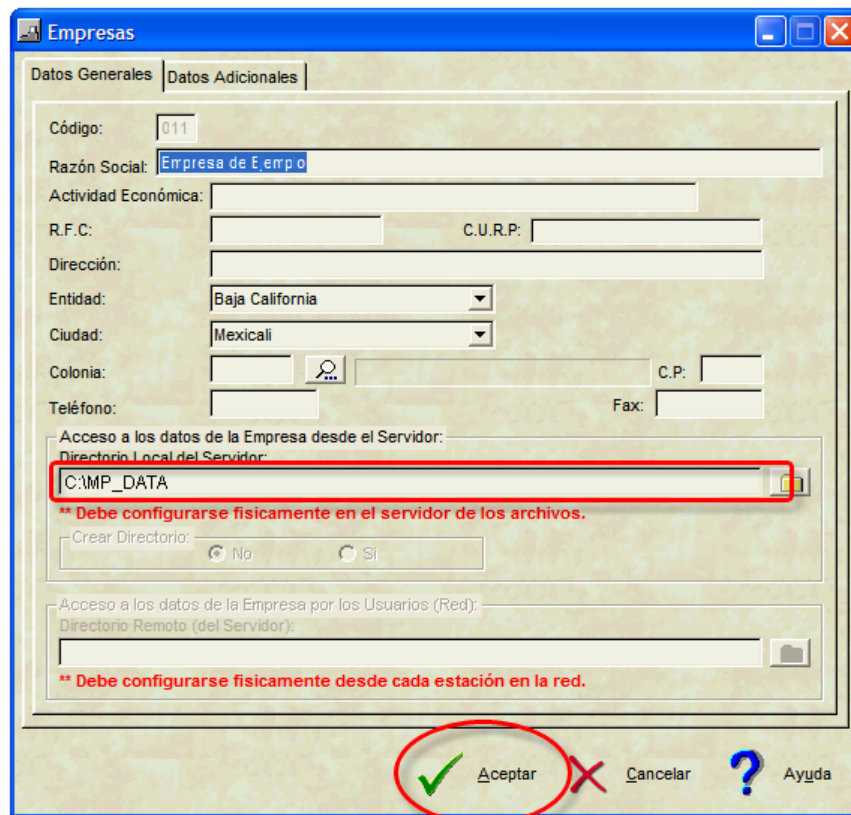 Empresas
Datos Generales Datos Adicionales
Código: 011
Razón Social: Empresa de Ejemplo
Actividad Económica:
R.F.C: C.U.R.P:
Dirección:
Entidad: Baja California
Ciudad: Mexicali
Colonia: C.P:
Teléfono: Fax:
Acceso a los datos de la Empresa desde el Servidor:
Directorio Local del Servidor:
C:\MP_DATA
** Debe configurarse fisicamente en el servidor de los archivos.
Crear Directorio:
No Si
Acceso a los datos de la Empresa por los Usuarios (Red):
Directorio Remoto (del Servidor):
** Debe configurarse fisicamente desde cada estación en la red.
Aceptar Cancelar Ayuda